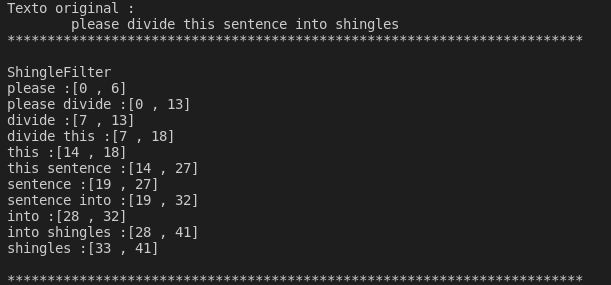 Texto original :
please divide this sentence into shingles
************************************************************************
ShingleFilter
please :[0 , 6]
please divide :[0 , 13]
divide :[7 , 13]
divide this :[7 , 18]
this :[14 , 18]
this sentence :[14 , 27]
sentence :[19 , 27]
sentence into :[19 , 32]
into :[28 , 32]
into shingles :[28 , 41]
shingles :[33 , 41]
************************************************************************